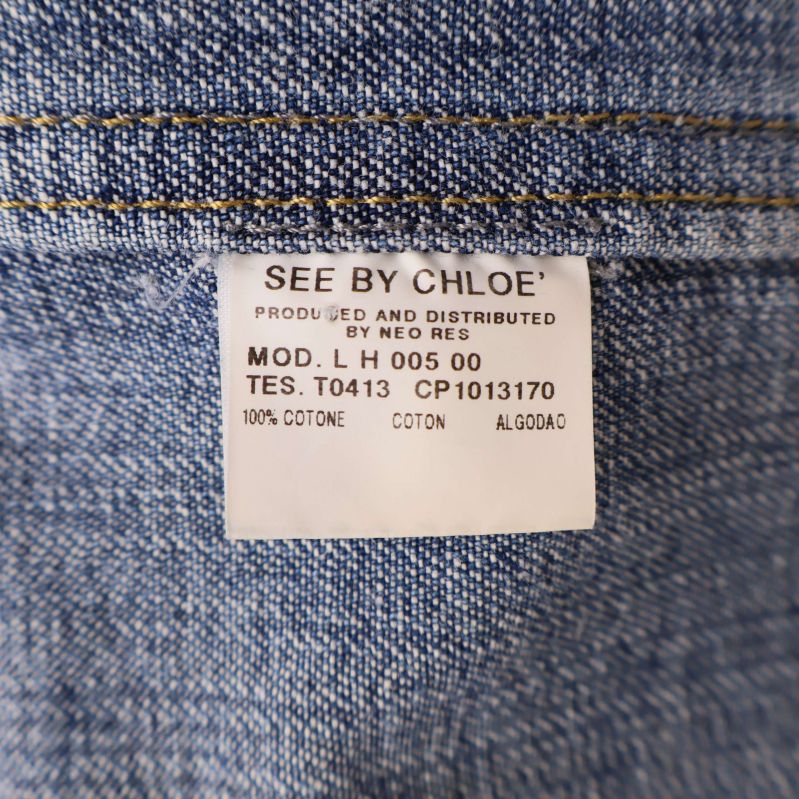 SEE BY CHLOE'
PRODUCED AND DISTRIBUTED
BY NEO RES
MOD. L H 005 00
TES. T0413 CP1013170
100% COTONE COTON ALGODAO